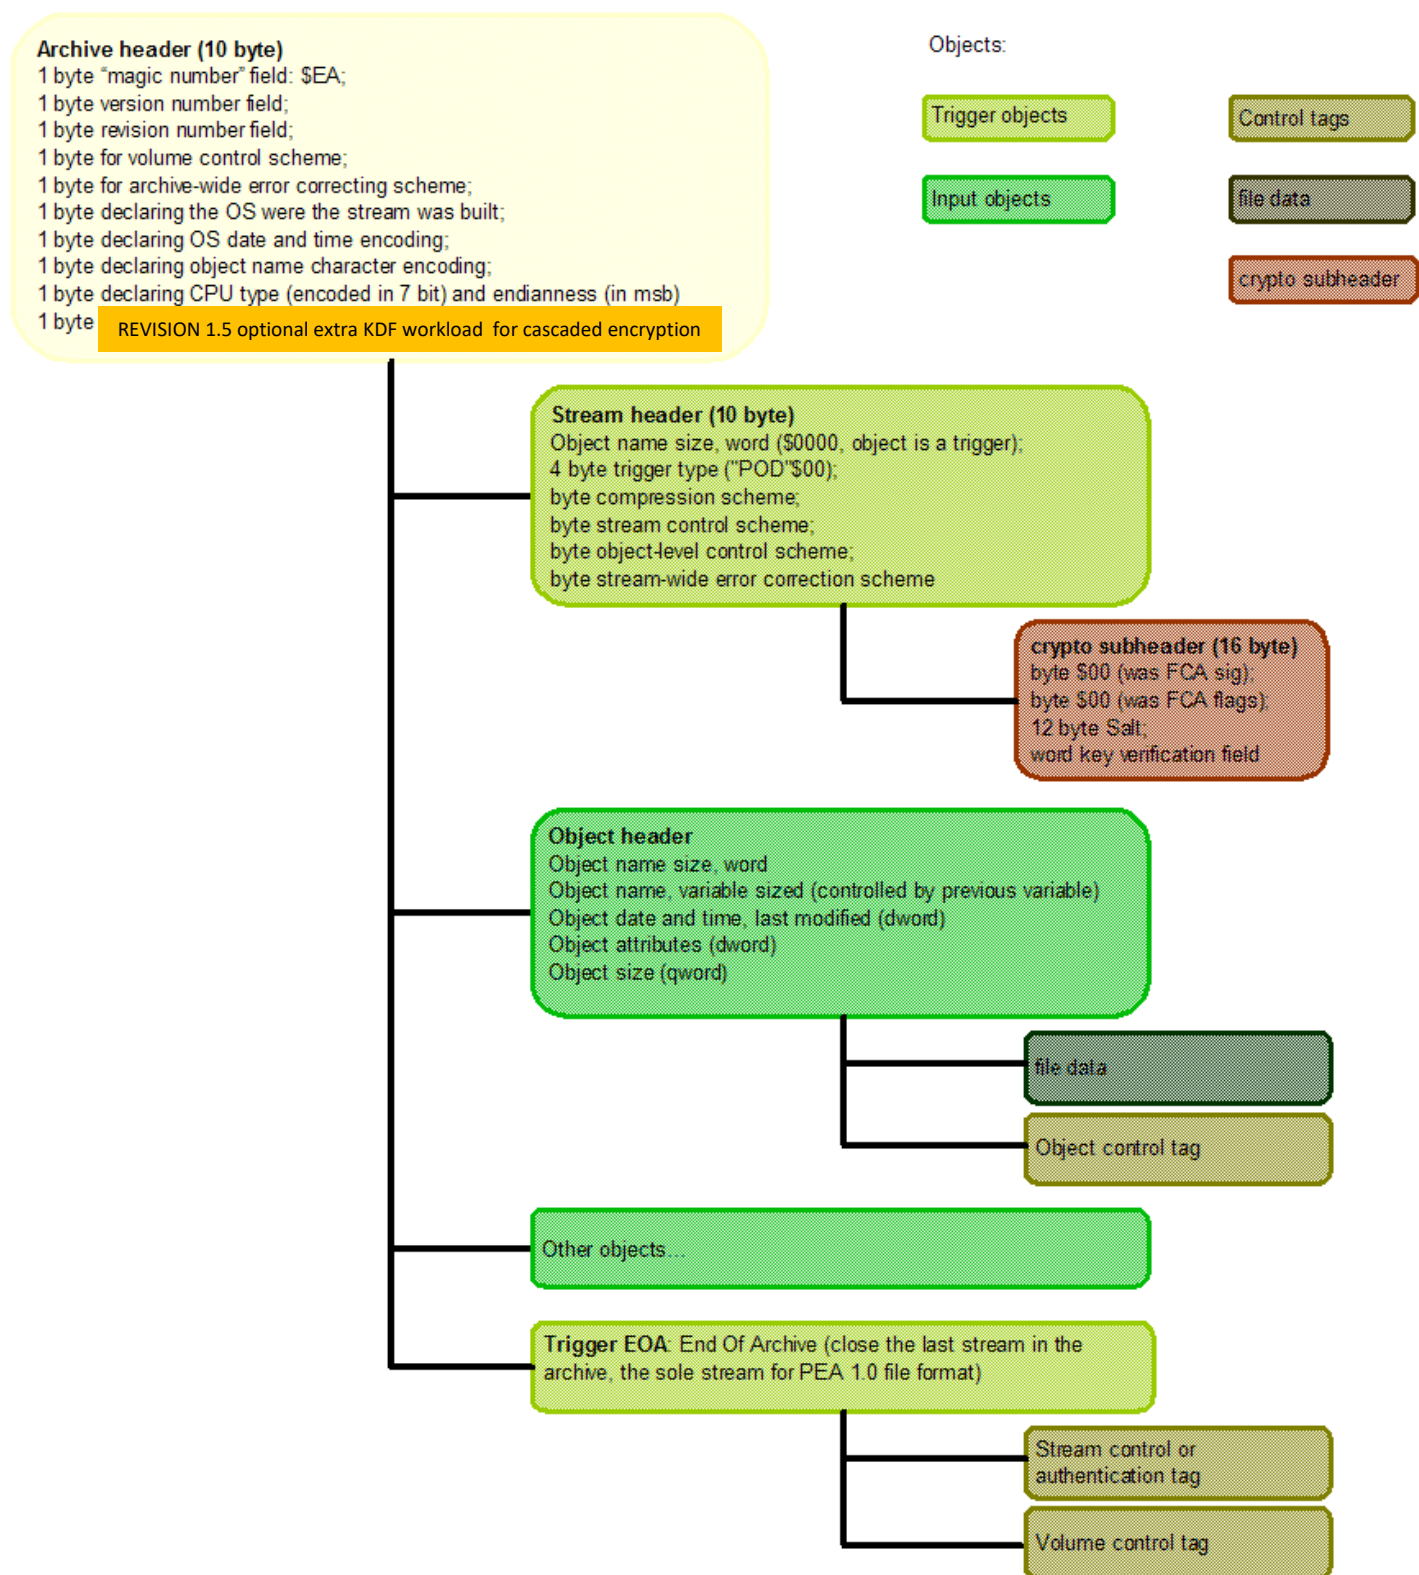 Archive header (10 byte)
1 byte “magic number” field: $EA;
1 byte version number field;
1 byte revision number field;
1 byte for volume control scheme;
1 byte for archive-wide error correcting scheme;
1 byte declaring the OS were the stream was built;
1 byte declaring OS date and time encoding;
1 byte declaring object name character encoding;
1 byte declaring CPU type (encoded in 7 bit) and endianness (in msb)
1 byte REVISION 1.5 optional extra KDF workload for cascaded encryption
Objects:
Trigger objects
Control tags
Input objects
file data
crypto subheader
Stream header (10 byte)
Object name size, word ($0000, object is a trigger);
4 byte trigger type ("POD"$00);
byte compression scheme;
byte stream control scheme;
byte object-level control scheme;
byte stream-wide error correction scheme
crypto subheader (16 byte)
byte $00 (was FCA sig);
byte $00 (was FCA flags);
12 byte Salt;
word key verification field
Object header
Object name size, word
Object name, variable sized (controlled by previous variable)
Object date and time, last modified (dword)
Object attributes (dword)
Object size (qword)
file data
Object control tag
Other objects...
Trigger EOA: End Of Archive (close the last stream in the
archive, the sole stream for PEA 1.0 file format)
Stream control or
authentication tag
Volume control tag